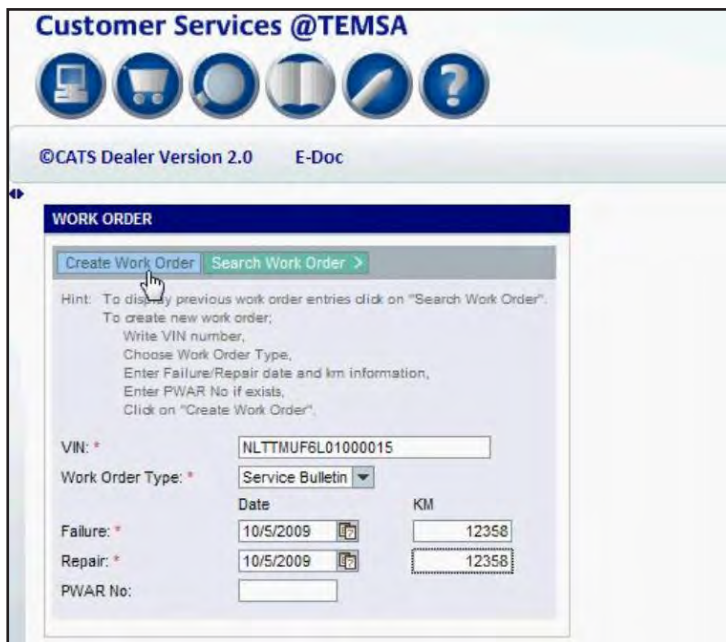 Customer Services @TEMSA
©CATS Dealer Version 2.0 E-Doc
WORK ORDER
Create Work Order Search Work Order >
Hint: To display previous work order entries click on "Search Work Order".
To create new work order;
Write VIN number,
Choose Work Order Type,
Enter Failure/Repair date and km information,
Enter PWAR No if exists,
Click on "Create Work Order".
VIN: * NLTTMUF6L01000015
Work Order Type: * Service Bulletin
Date KM
Failure: * 10/5/2009 12358
Repair: * 10/5/2009 12358
PWAR No: